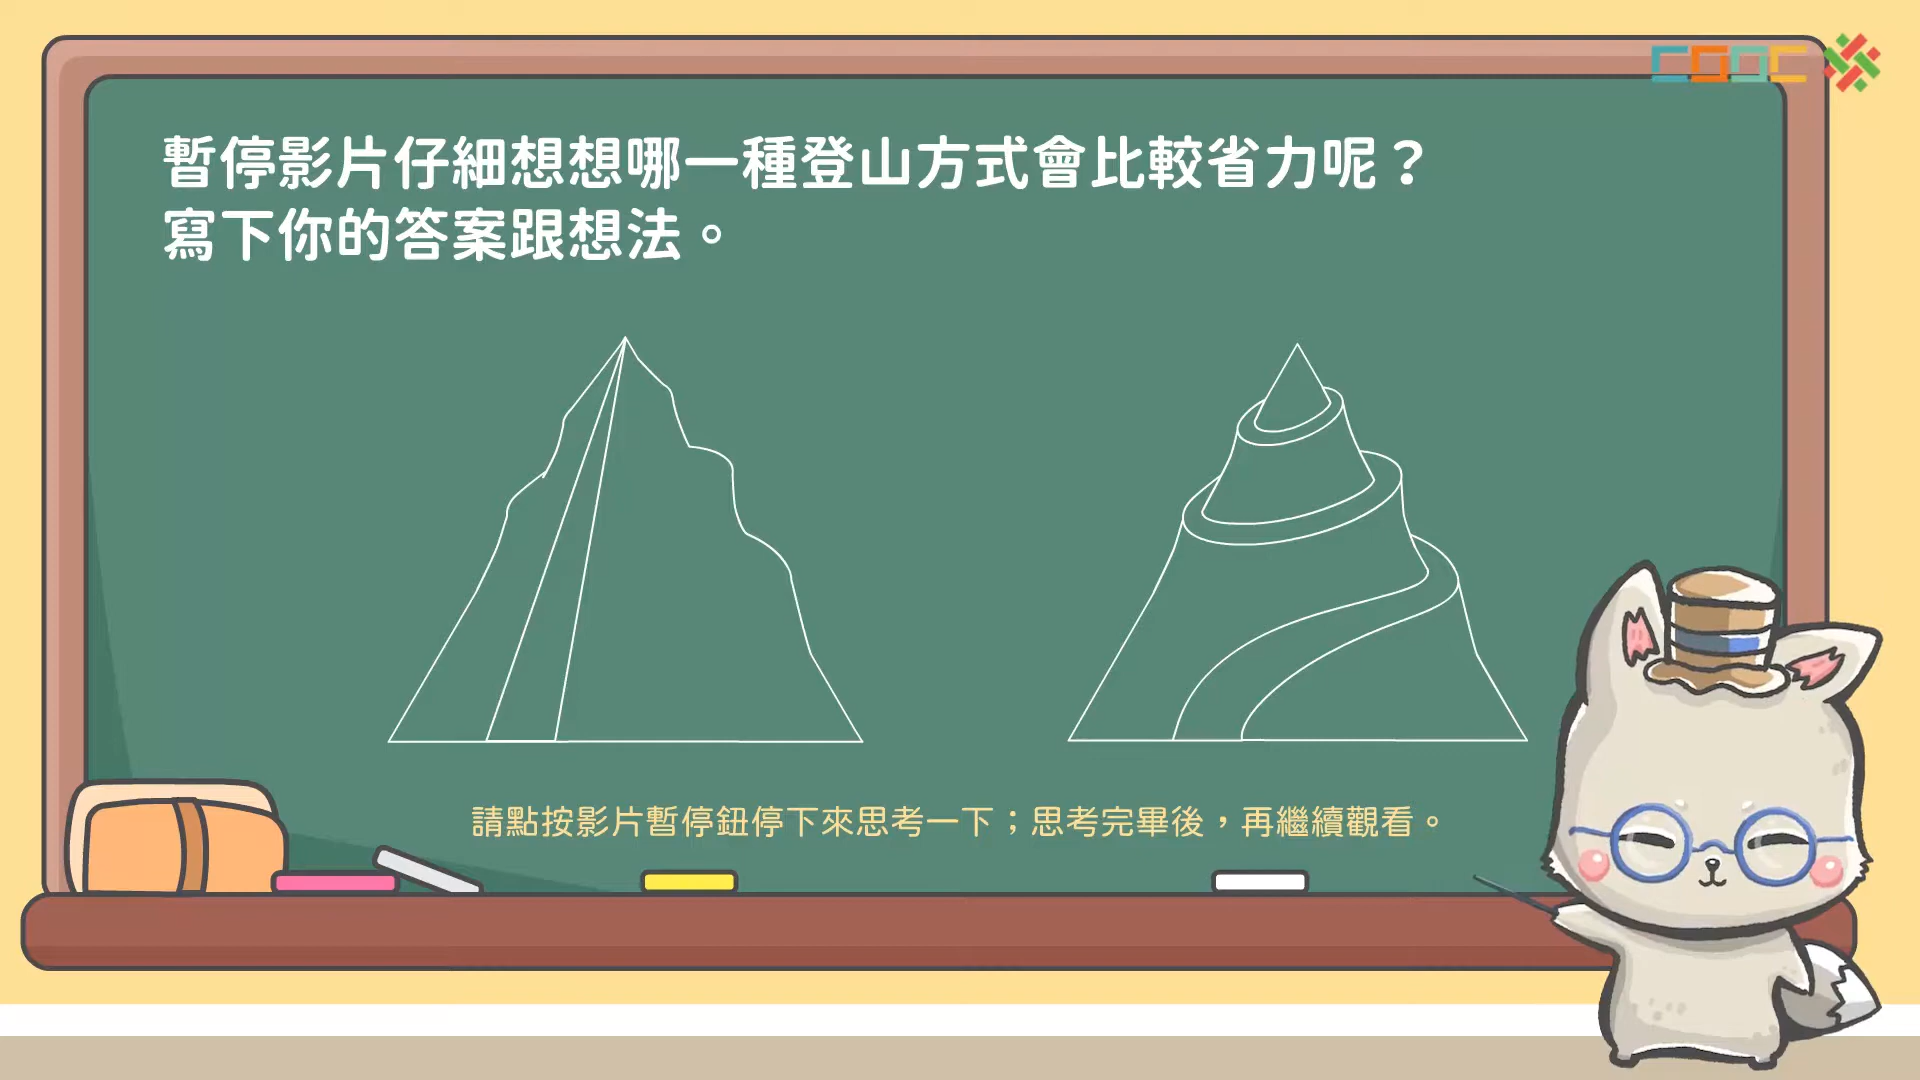 COOC
暫停影片仔細想想哪一種登山方式會比較省力呢？
寫下你的答案跟想法。
請點按影片暫停鈕停下來思考一下；思考完畢後，再繼續觀看。